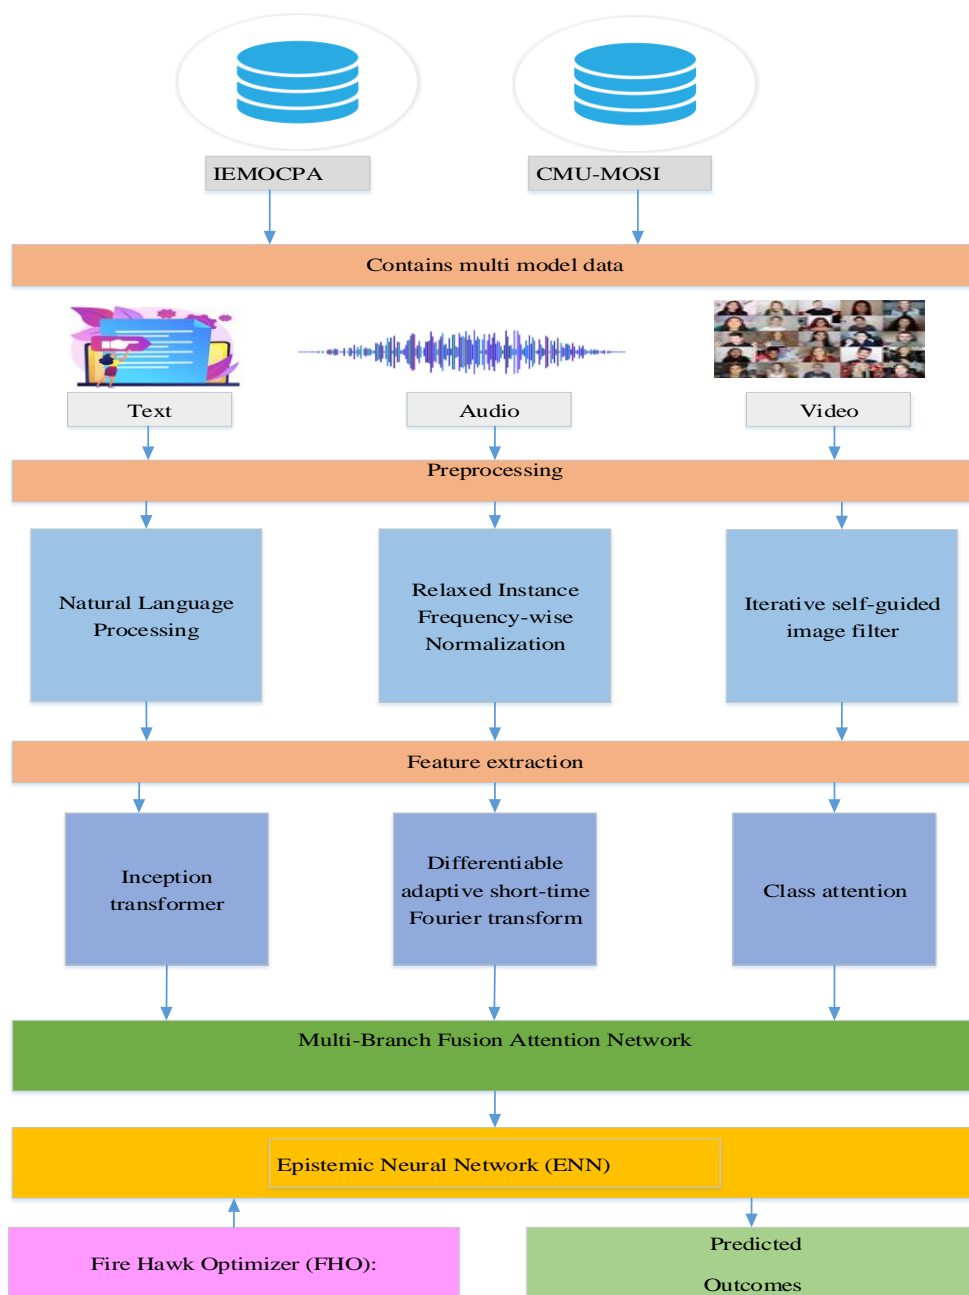 IEMOCPA
CMU-MOSI
Contains multi model data
Text
Audio
Video
Preprocessing
Natural Language
Processing
Relaxed Instance
Frequency-wise
Normalization
Iterative self-guided
image filter
Feature extraction
Inception
transformer
Differentiable
adaptive short-time
Fourier transform
Class attention
Multi-Branch Fusion Attention Network
Epistemic Neural Network (ENN)
Fire Hawk Optimizer (FHO):
Predicted
Outcomes